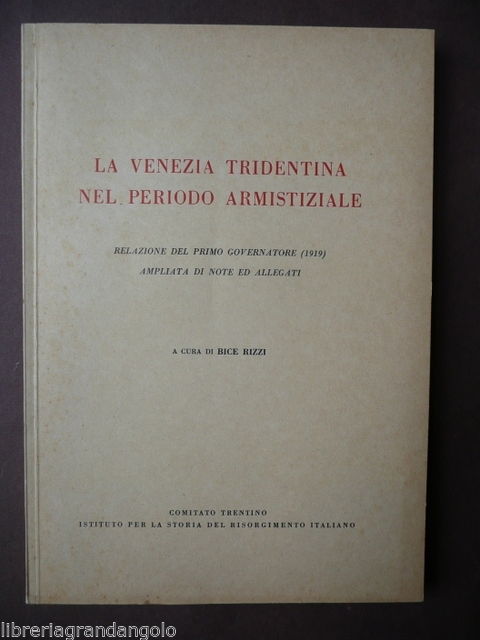 LA VENEZIA TRIDENTINA
NEL PERIODO ARMISTIZIALE
RELAZIONE DEL PRIMO GOVERNATORE (1919)
AMPLIATA DI NOTE ED ALLEGATI
A CURA DI BICE RIZZI
COMITATO TRENTINO
ISTITUTO PER LA STORIA DEL RISORGIMENTO ITALIANO
libreriagrandangolo